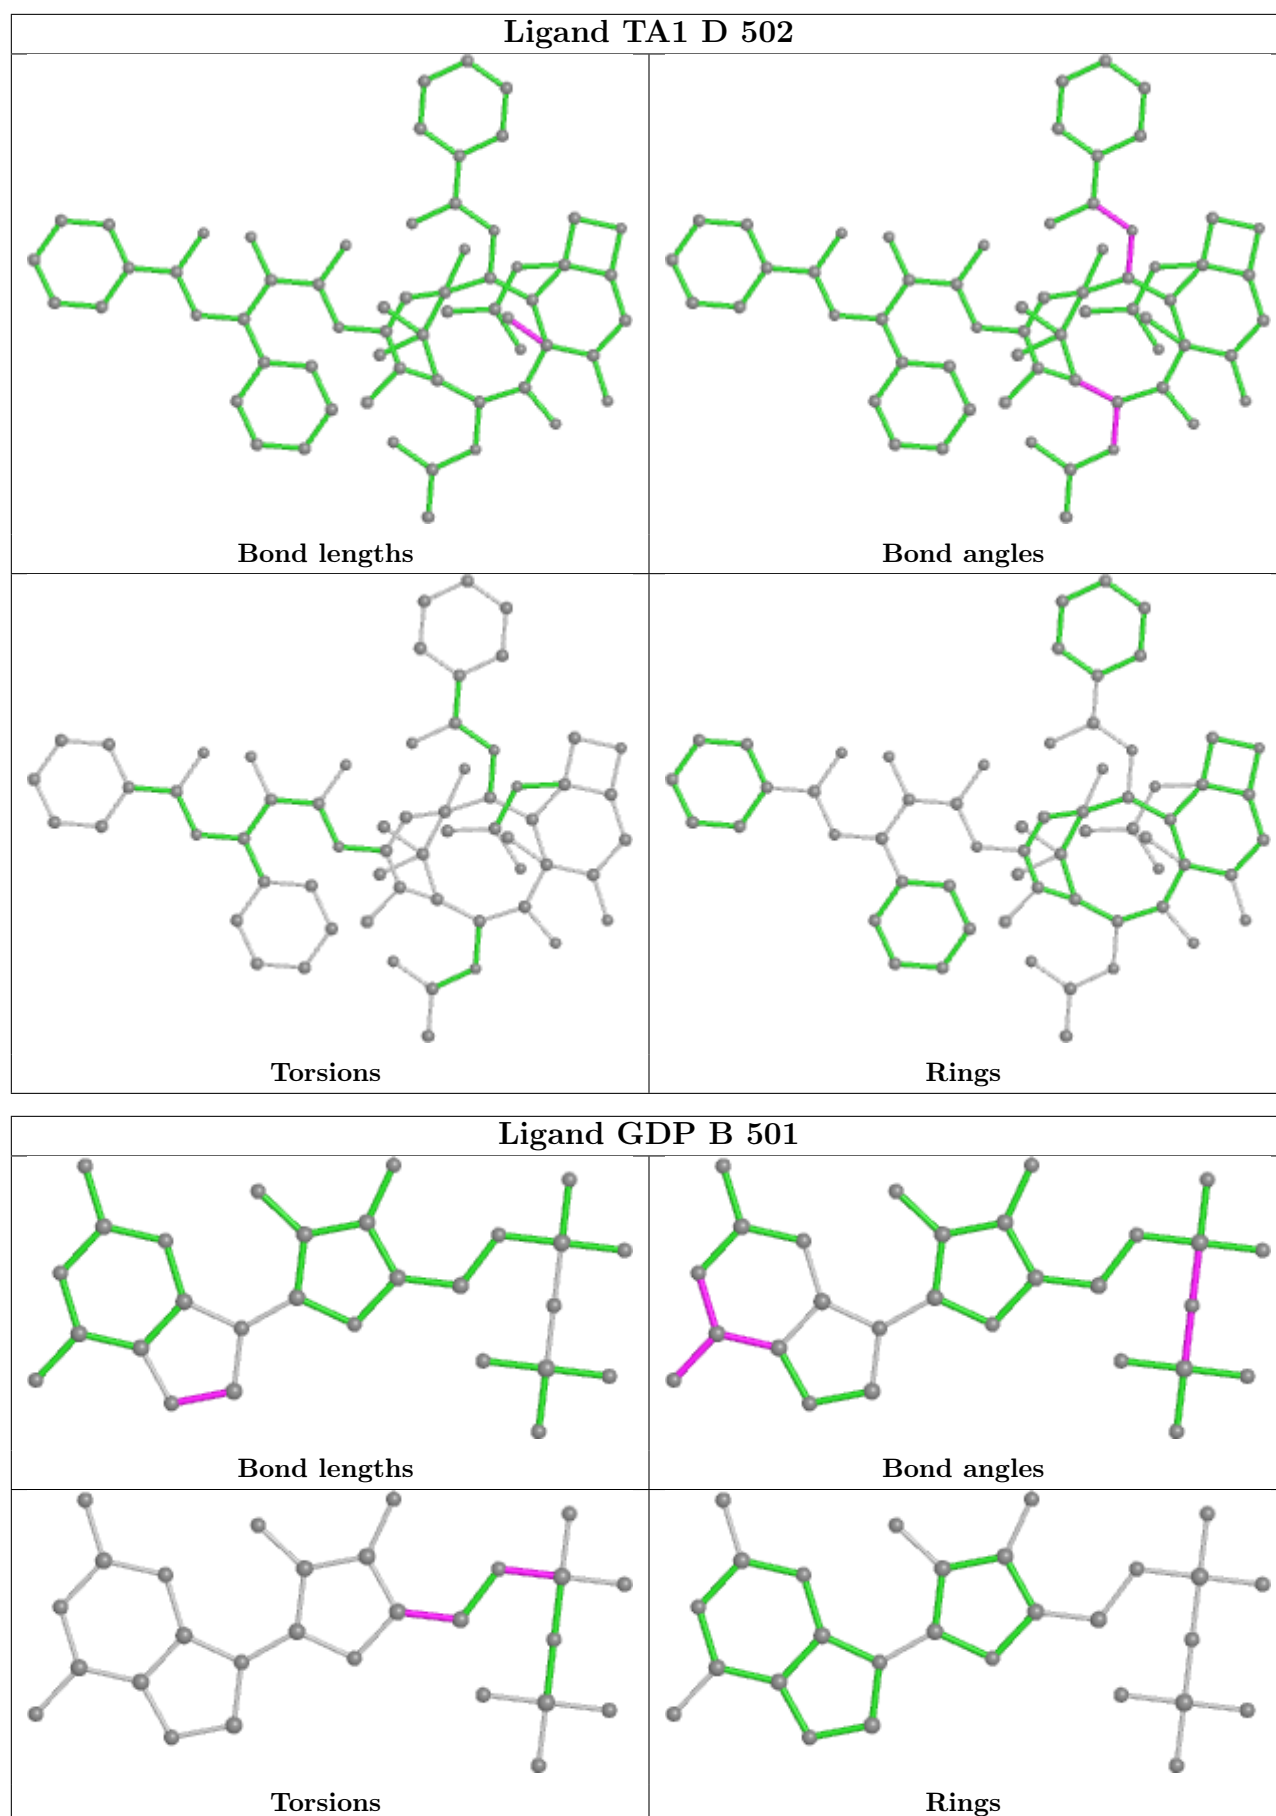 Ligand TA1 D 502
Bond lengths
Bond angles
Torsions
Rings
Ligand GDP B 501
Bond lengths
Bond angles
Torsions
Rings